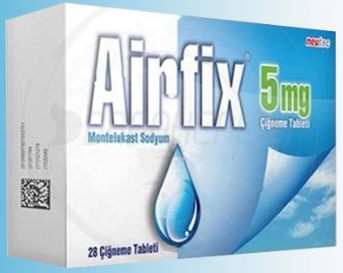 neutec
Airfix®
5mg
Çiğneme Tableti
Montelukast Sodyum
28 Çiğneme Tableti